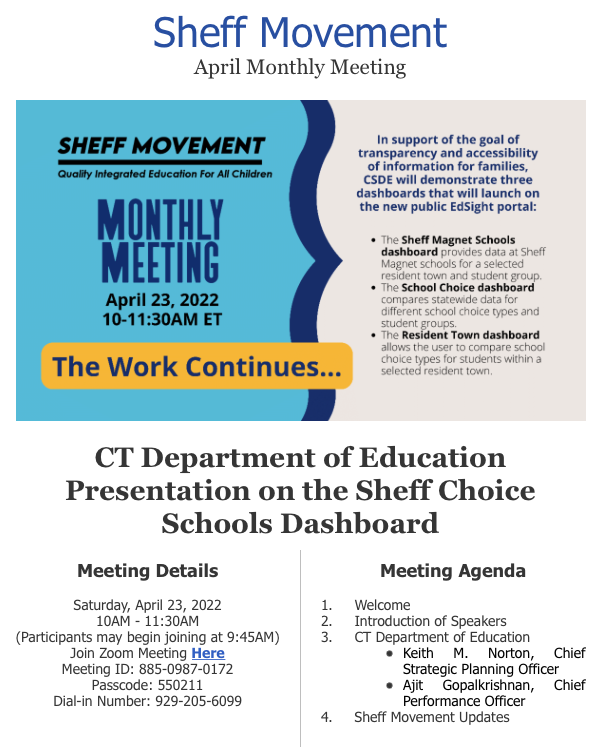 Sheff Movement
April Monthly Meeting
SHEFF MOVEMENT
Quality Integrated Education For All Children
MONTHLY
MEETING
April 23, 2022
10-11:30AM ET
The Work Continues...
In support of the goal of
transparency and accessibility
of information for families,
CSDE will demonstrate three
dashboards that will launch on
the new public EdSight portal:
• The Sheff Magnet Schools
dashboard provides data at Sheff
Magnet schools for a selected
resident town and student group.
• The School Choice dashboard
compares statewide data for
different school choice types and
student groups.
• The Resident Town dashboard
allows the user to compare school
choice types for students within a
selected resident town.
CT Department of Education
Presentation on the Sheff Choice
Schools Dashboard
Meeting Details
Saturday, April 23, 2022
10AM - 11:30AM
(Participants may begin joining at 9:45AM)
Join Zoom Meeting Here
Meeting ID: 885-0987-0172
Passcode: 550211
Dial-in Number: 929-205-6099
Meeting Agenda
1. Welcome
2. Introduction of Speakers
3. CT Department of Education
• Keith M. Norton, Chief
Strategic Planning Officer
• Ajit Gopalkrishnan, Chief
Performance Officer
4. Sheff Movement Updates